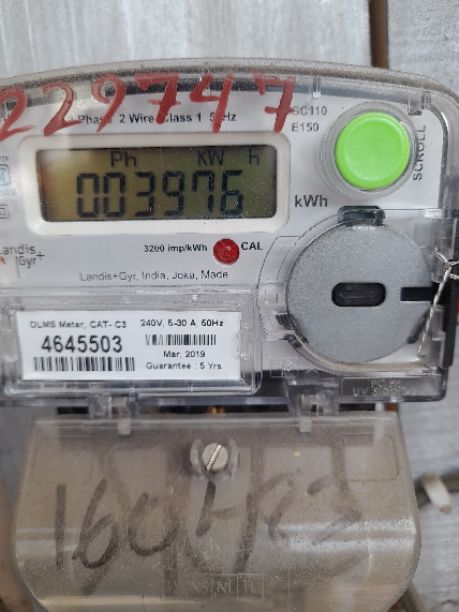 229747
Phase 2 Wire Class 1 50Hz
SC110
E150
SCROLL
Ph KW h
003976
kWh
Landis+
Gyr
3200 imp/kWh
CAL
Landis+Gyr, India, Joka, Made
DLMS Meter, CAT- C3
240V, 5-30 A, 50Hz
4645503
Mar, 2019
Guarantee : 5 Yrs